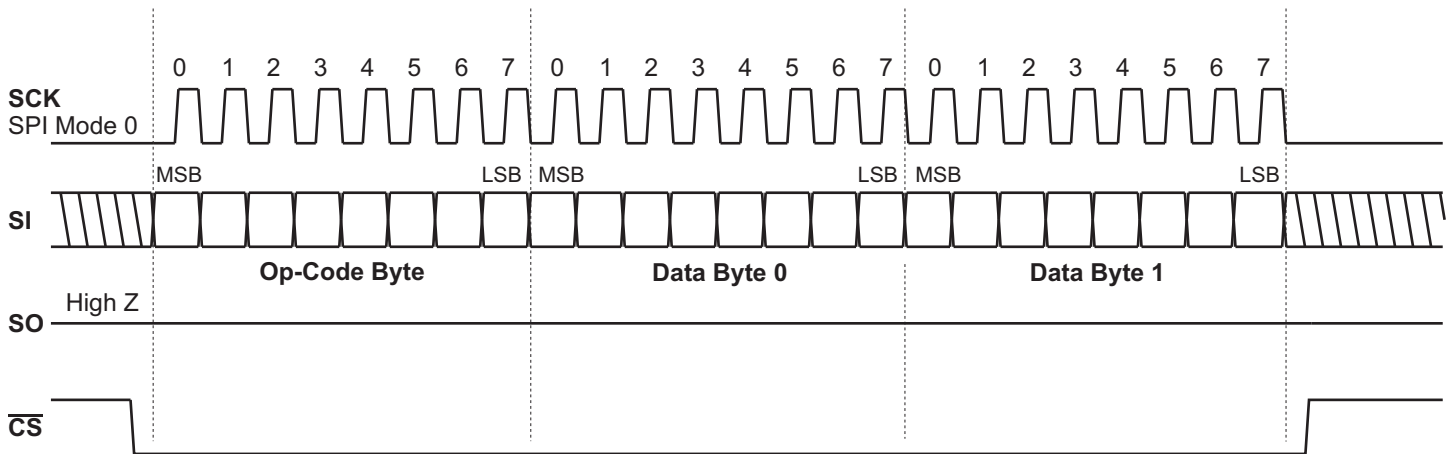 0 1 2 3 4 5 6 7 0 1 2 3 4 5 6 7 0 1 2 3 4 5 6 7
SCK
SPI Mode 0
MSB LSB MSB LSB MSB LSB
SI
Op-Code Byte Data Byte 0 Data Byte 1
High Z
SO
CS